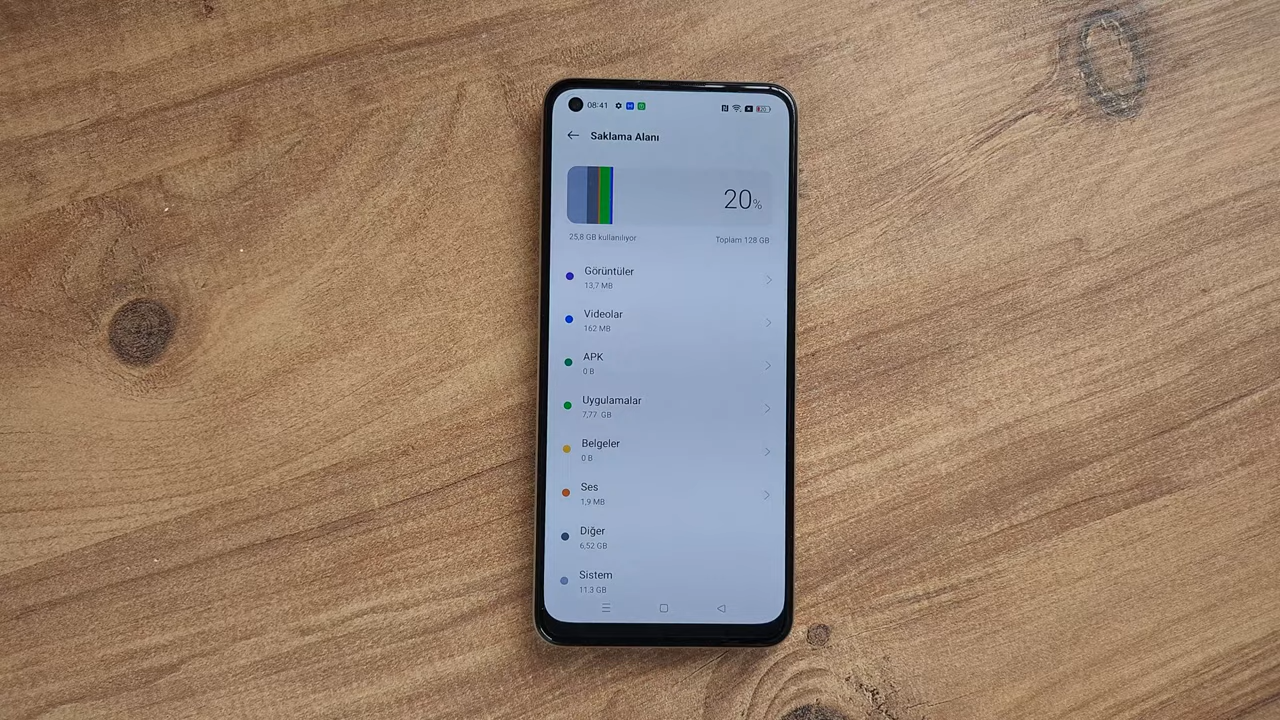 08:41
20
Saklama Alanı
20%
25,8 GB kullanılıyor
Toplam 128 GB
Görüntüler
13,7 MB
Videolar
162 MB
APK
0 B
Uygulamalar
7,77 GB
Belgeler
0 B
Ses
1,9 MB
Diğer
6,52 GB
Sistem
11.3 GB